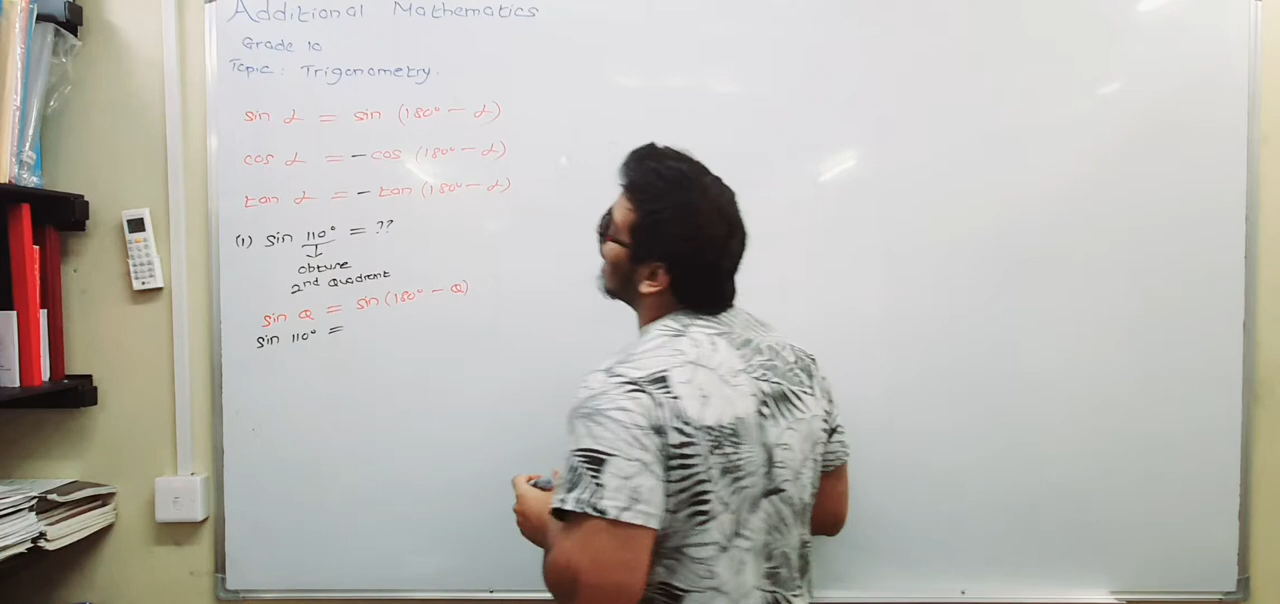 Additional Mathematics
Grade 10
Topic : Trigonometry.
sin α = sin (180° − α)
cos α = − cos (180° − α)
tan α = − tan (180° − α)
(1) sin 110° = ??
obtuse
2nd Quadrant
sin Q = sin (180° − Q)
sin 110° =